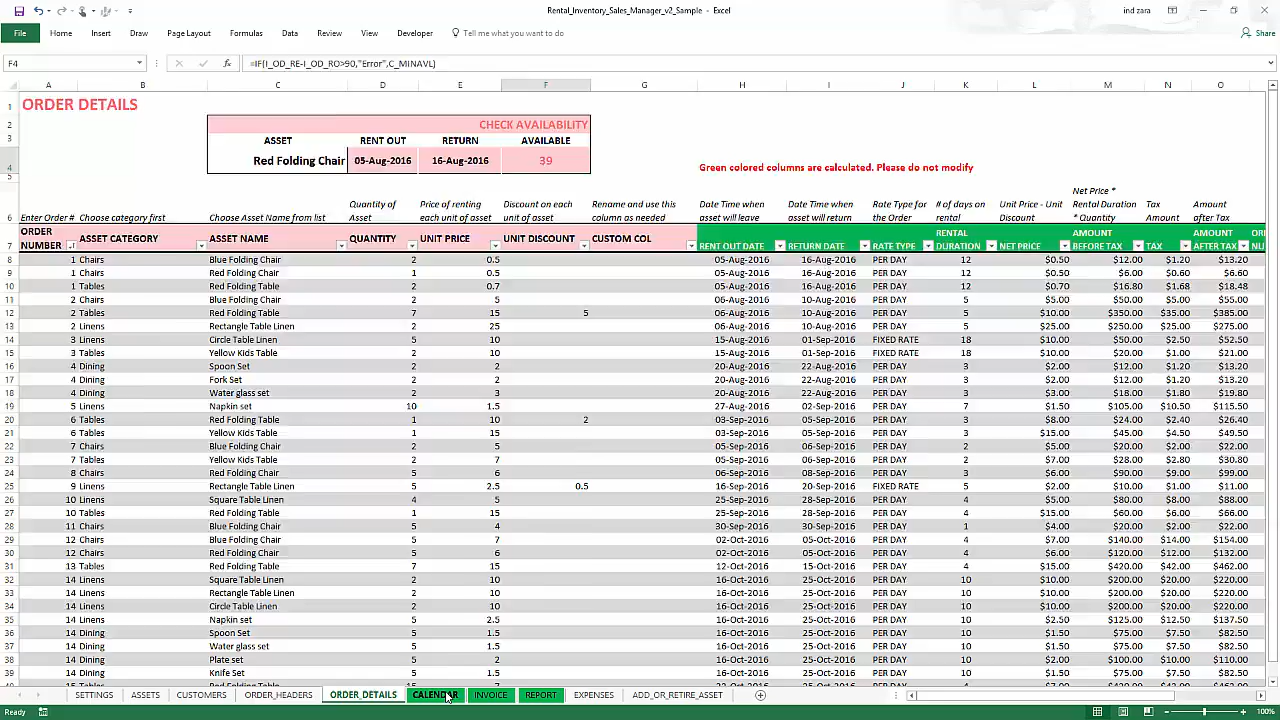 Rental_Inventory_Sales_Manager_v2_Sample - Excel
ind zara
File Home Insert Draw Page Layout Formulas Data Review View Developer Tell me what you want to do Share
F4 =IF(I_OD_RE-I_OD_RO>90,"Error",C_MINAVL)
A B C D E F G H I J K L M N O
1 ORDER DETAILS
2 CHECK AVAILABILITY
3 ASSET RENT OUT RETURN AVAILABLE
4 Red Folding Chair 05-Aug-2016 16-Aug-2016 39 Green colored columns are calculated. Please do not modify
5
6 Enter Order # Choose category first Choose Asset Name from list Quantity of Asset Price of renting each unit of asset Discount on each unit of asset Rename and use this column as needed Date Time when asset will leave Date Time when asset will return Rate Type for the Order # of days on rental Unit Price - Unit Discount Net Price * Rental Duration * Quantity Tax Amount Amount after Tax
7 ORDER NUMBER ASSET CATEGORY ASSET NAME QUANTITY UNIT PRICE UNIT DISCOUNT CUSTOM COL RENT OUT DATE RETURN DATE RATE TYPE RENTAL DURATION NET PRICE AMOUNT BEFORE TAX TAX AMOUNT AFTER TAX
8 1 Chairs Blue Folding Chair 2 0.5 05-Aug-2016 16-Aug-2016 PER DAY 12 $0.50 $12.00 $1.20 $13.20
9 1 Chairs Red Folding Chair 1 0.5 05-Aug-2016 16-Aug-2016 PER DAY 12 $0.50 $6.00 $0.60 $6.60
10 1 Tables Red Folding Table 2 0.7 05-Aug-2016 16-Aug-2016 PER DAY 12 $0.70 $16.80 $1.68 $18.48
11 2 Chairs Blue Folding Chair 2 5 06-Aug-2016 10-Aug-2016 PER DAY 5 $5.00 $50.00 $5.00 $55.00
12 2 Tables Red Folding Table 7 15 5 06-Aug-2016 10-Aug-2016 PER DAY 5 $10.00 $350.00 $35.00 $385.00
13 2 Linens Rectangle Table Linen 2 25 06-Aug-2016 10-Aug-2016 PER DAY 5 $25.00 $250.00 $25.00 $275.00
14 3 Linens Circle Table Linen 5 10 15-Aug-2016 01-Sep-2016 FIXED RATE 18 $10.00 $50.00 $2.50 $52.50
15 3 Tables Yellow Kids Table 2 10 15-Aug-2016 01-Sep-2016 FIXED RATE 18 $10.00 $20.00 $1.00 $21.00
16 4 Dining Spoon Set 2 2 20-Aug-2016 22-Aug-2016 PER DAY 3 $2.00 $12.00 $1.20 $13.20
17 4 Dining Fork Set 2 2 20-Aug-2016 22-Aug-2016 PER DAY 3 $2.00 $12.00 $1.20 $13.20
18 4 Dining Water glass set 2 3 20-Aug-2016 22-Aug-2016 PER DAY 3 $3.00 $18.00 $1.80 $19.80
19 5 Linens Napkin set 10 1.5 27-Aug-2016 02-Sep-2016 PER DAY 7 $1.50 $105.00 $10.50 $115.50
20 6 Tables Red Folding Table 1 10 2 03-Sep-2016 05-Sep-2016 PER DAY 3 $8.00 $24.00 $2.40 $26.40
21 6 Tables Yellow Kids Table 1 15 03-Sep-2016 05-Sep-2016 PER DAY 3 $15.00 $45.00 $4.50 $49.50
22 7 Chairs Blue Folding Chair 2 5 05-Sep-2016 06-Sep-2016 PER DAY 2 $5.00 $20.00 $2.00 $22.00
23 7 Tables Yellow Kids Table 2 7 05-Sep-2016 06-Sep-2016 PER DAY 2 $7.00 $28.00 $2.80 $30.80
24 8 Chairs Red Folding Chair 5 6 06-Sep-2016 08-Sep-2016 PER DAY 3 $6.00 $90.00 $9.00 $99.00
25 9 Linens Rectangle Table Linen 5 2.5 0.5 16-Sep-2016 20-Sep-2016 FIXED RATE 5 $2.00 $10.00 $1.00 $11.00
26 10 Linens Square Table Linen 4 5 25-Sep-2016 28-Sep-2016 PER DAY 4 $5.00 $80.00 $8.00 $88.00
27 10 Tables Red Folding Table 1 15 25-Sep-2016 28-Sep-2016 PER DAY 4 $15.00 $60.00 $6.00 $66.00
28 11 Chairs Blue Folding Chair 5 4 30-Sep-2016 30-Sep-2016 PER DAY 1 $4.00 $20.00 $2.00 $22.00
29 12 Chairs Blue Folding Chair 5 7 02-Oct-2016 05-Oct-2016 PER DAY 4 $7.00 $140.00 $14.00 $154.00
30 12 Chairs Red Folding Chair 5 6 02-Oct-2016 05-Oct-2016 PER DAY 4 $6.00 $120.00 $12.00 $132.00
31 13 Tables Red Folding Table 7 15 12-Oct-2016 15-Oct-2016 PER DAY 4 $15.00 $420.00 $42.00 $462.00
32 14 Linens Square Table Linen 2 10 16-Oct-2016 25-Oct-2016 PER DAY 10 $10.00 $200.00 $20.00 $220.00
33 14 Linens Rectangle Table Linen 2 10 16-Oct-2016 25-Oct-2016 PER DAY 10 $10.00 $200.00 $20.00 $220.00
34 14 Linens Circle Table Linen 2 10 16-Oct-2016 25-Oct-2016 PER DAY 10 $10.00 $200.00 $20.00 $220.00
35 14 Linens Napkin set 5 2.5 16-Oct-2016 25-Oct-2016 PER DAY 10 $2.50 $125.00 $12.50 $137.50
36 14 Dining Spoon Set 5 1.5 16-Oct-2016 25-Oct-2016 PER DAY 10 $1.50 $75.00 $7.50 $82.50
37 14 Dining Water glass set 5 1.5 16-Oct-2016 25-Oct-2016 PER DAY 10 $1.50 $75.00 $7.50 $82.50
38 14 Dining Plate set 5 2 16-Oct-2016 25-Oct-2016 PER DAY 10 $2.00 $100.00 $10.00 $110.00
39 14 Dining Knife Set 5 1.5 16-Oct-2016 25-Oct-2016 PER DAY 10 $1.50 $75.00 $7.50 $82.50
SETTINGS ASSETS CUSTOMERS ORDER_HEADERS ORDER_DETAILS CALENDAR INVOICE REPORT EXPENSES ADD_OR_RETIRE_ASSET
Ready 100%